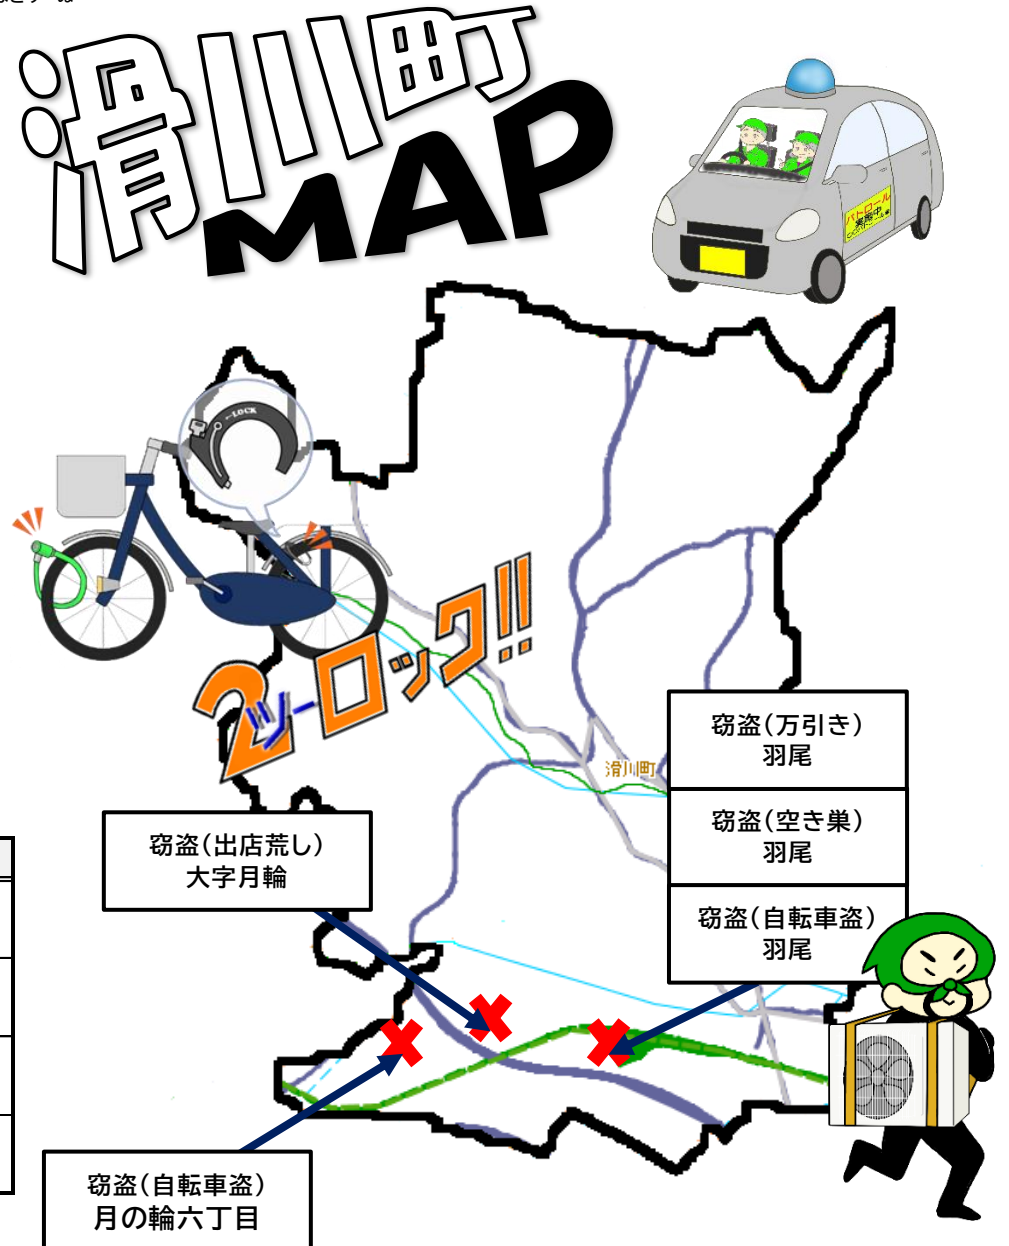 滑川町
MAP
パトロール
実施中
←LOCK
2ツーロック!!
滑川町
窃盗(万引き)
羽尾
窃盗(空き巣)
羽尾
窃盗(自転車盗)
羽尾
窃盗(出店荒し)
大字月輪
窃盗(自転車盗)
月の輪六丁目